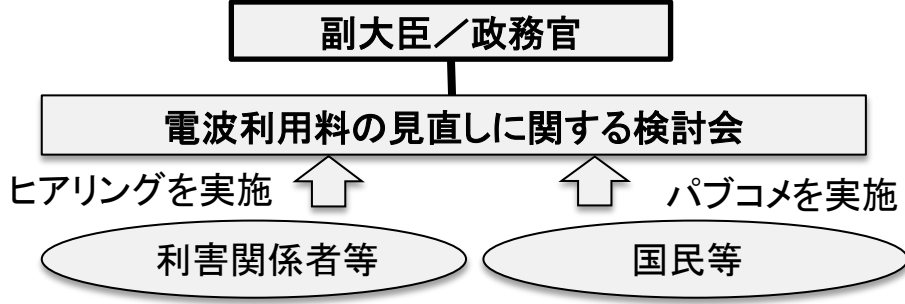 副大臣／政務官
電波利用料の見直しに関する検討会
ヒアリングを実施
パブコメを実施
利害関係者等
国民等